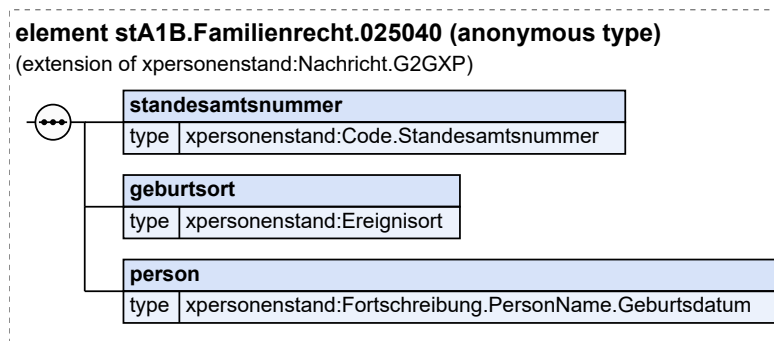 element stA1B.Familienrecht.025040 (anonymous type)
(extension of xpersonenstand:Nachricht.G2GXP)
standesamtsnummer
type xpersonenstand:Code.Standesamtsnummer
geburtsort
type xpersonenstand:Ereignisort
person
type xpersonenstand:Fortschreibung.PersonName.Geburtsdatum